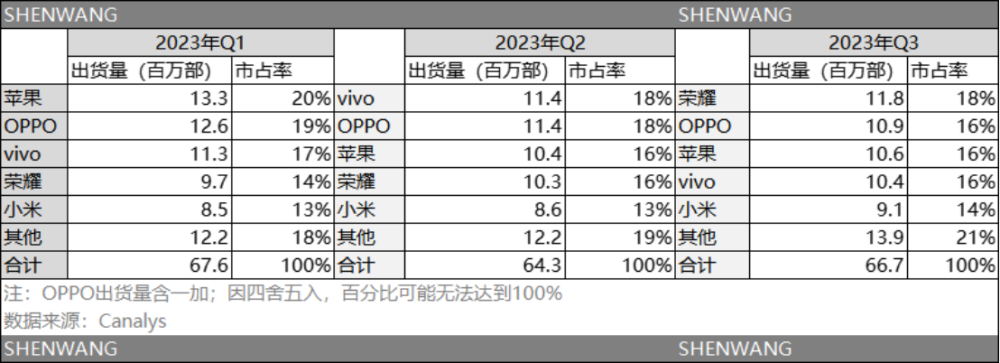 SHENWANG SHENWANG
2023年Q1 2023年Q2 2023年Q3
出货量（百万部） 市占率 出货量（百万部） 市占率 出货量（百万部） 市占率
苹果 13.3 20% vivo 11.4 18% 荣耀 11.8 18%
OPPO 12.6 19% OPPO 11.4 18% OPPO 10.9 16%
vivo 11.3 17% 苹果 10.4 16% 苹果 10.6 16%
荣耀 9.7 14% 荣耀 10.3 16% vivo 10.4 16%
小米 8.5 13% 小米 8.6 13% 小米 9.1 14%
其他 12.2 18% 其他 12.2 19% 其他 13.9 21%
合计 67.6 100% 合计 64.3 100% 合计 66.7 100%
注：OPPO出货量含一加；因四舍五入，百分比可能无法达到100%
数据来源：Canalys
SHENWANG SHENWANG